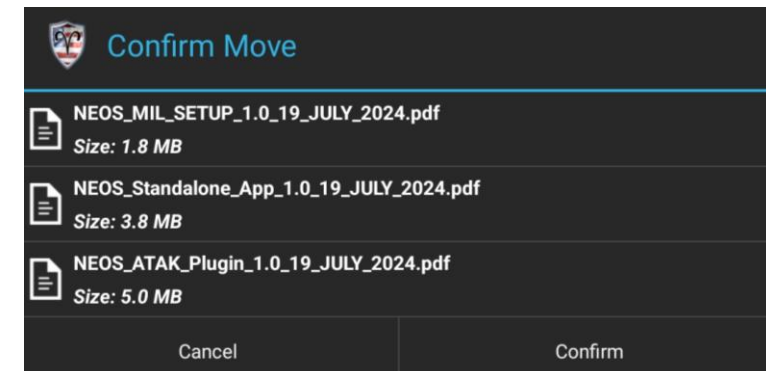 Confirm Move
NEOS_MIL_SETUP_1.0_19_JULY_2024.pdf
Size: 1.8 MB
NEOS_Standalone_App_1.0_19_JULY_2024.pdf
Size: 3.8 MB
NEOS_ATAK_Plugin_1.0_19_JULY_2024.pdf
Size: 5.0 MB
Cancel
Confirm